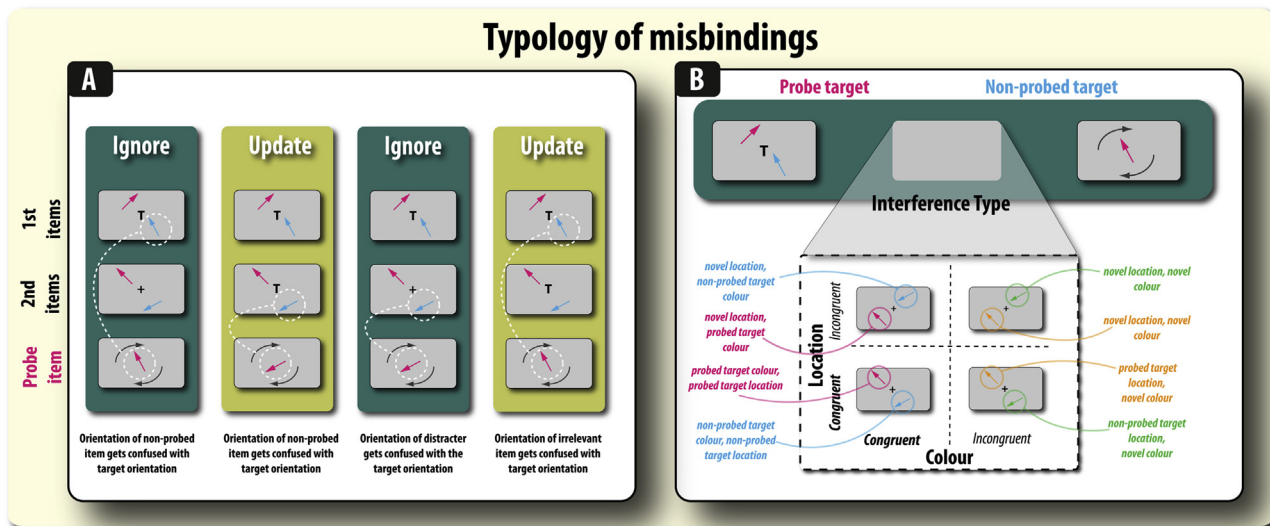 Typology of misbindings
A
Ignore
Update
Ignore
Update
1st
items
T
T
T
T
2nd
items
+
T
+
T
Probe
item
Orientation of non-probed
item gets confused with
target orientation
Orientation of non-probed
item gets confused with
target orientation
Orientation of distracter
gets confused with the
target orientation
Orientation of irrelevant
item gets confused with
target orientation
B
Probe target
Non-probed target
T
Interference Type
novel location,
non-probed target
colour
novel location,
probed target
colour
probed target colour,
probed target location
non-probed target
colour, non-probed
target location
Location
Incongruent
Congruent
+
+
+
+
Congruent
Incongruent
Colour
novel location, novel
colour
novel location, novel
colour
probed target
location,
novel colour
non-probed target
location,
novel colour